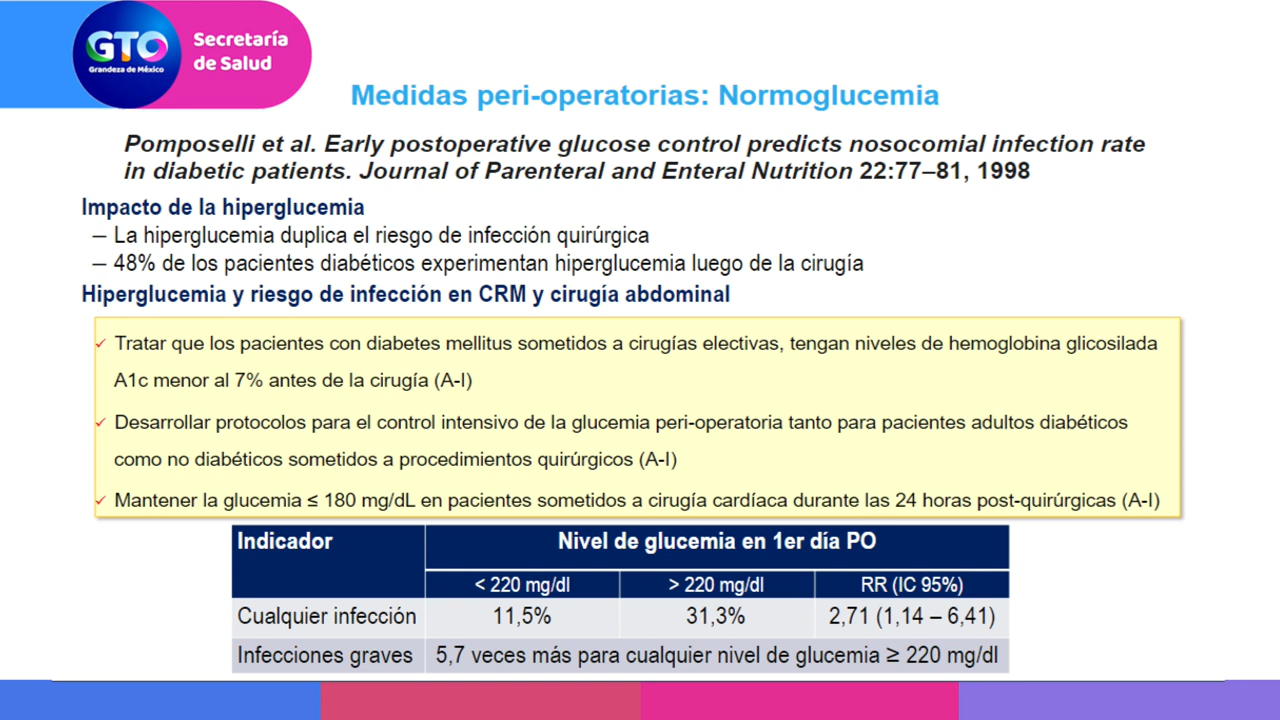 GTO
Grandeza de México
Secretaría
de Salud
Medidas peri-operatorias: Normoglucemia
Pomposelli et al. Early postoperative glucose control predicts nosocomial infection rate
in diabetic patients. Journal of Parenteral and Enteral Nutrition 22:77–81, 1998
Impacto de la hiperglucemia
– La hiperglucemia duplica el riesgo de infección quirúrgica
– 48% de los pacientes diabéticos experimentan hiperglucemia luego de la cirugía
Hiperglucemia y riesgo de infección en CRM y cirugía abdominal
✓ Tratar que los pacientes con diabetes mellitus sometidos a cirugías electivas, tengan niveles de hemoglobina glicosilada
A1c menor al 7% antes de la cirugía (A-I)
✓ Desarrollar protocolos para el control intensivo de la glucemia peri-operatoria tanto para pacientes adultos diabéticos
como no diabéticos sometidos a procedimientos quirúrgicos (A-I)
✓ Mantener la glucemia ≤ 180 mg/dL en pacientes sometidos a cirugía cardíaca durante las 24 horas post-quirúrgicas (A-I)
Indicador Nivel de glucemia en 1er día PO
< 220 mg/dl > 220 mg/dl RR (IC 95%)
Cualquier infección 11,5% 31,3% 2,71 (1,14 – 6,41)
Infecciones graves 5,7 veces más para cualquier nivel de glucemia ≥ 220 mg/dl